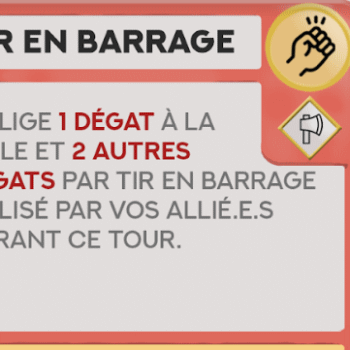 R EN BARRAGE
LIGE 1 DÉGAT À LA
LE ET 2 AUTRES
GATS PAR TIR EN BARRAGE
LISÉ PAR VOS ALLIÉ.E.S
RANT CE TOUR.